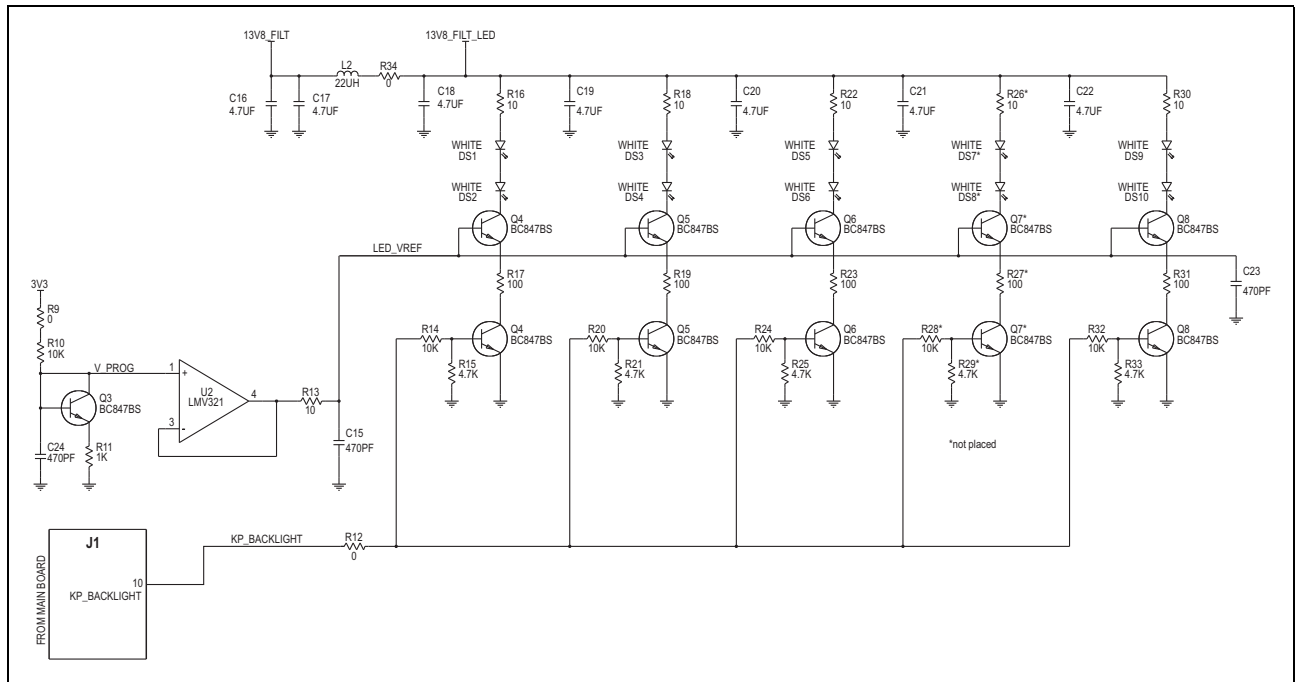 13V8_FILT
13V8_FILT_LED
L2
22UH
R34
0
C16
4.7UF
C17
4.7UF
C18
4.7UF
R16
10
C19
4.7UF
R18
10
C20
4.7UF
R22
10
C21
4.7UF
R26*
10
C22
4.7UF
R30
10
WHITE
DS1
WHITE
DS3
WHITE
DS5
WHITE
DS7*
WHITE
DS9
WHITE
DS2
WHITE
DS4
WHITE
DS6
WHITE
DS8*
WHITE
DS10
Q4
BC847BS
Q5
BC847BS
Q6
BC847BS
Q7*
BC847BS
Q8
BC847BS
LED_VREF
R17
100
R19
100
R23
100
R27*
100
R31
100
C23
470PF
3V3
R9
0
R10
10K
V_PROG
Q3
BC847BS
C24
470PF
R11
1K
1
+
U2
LMV321
4
3
-
R13
10
C15
470PF
R14
10K
R15
4.7K
Q4
BC847BS
R20
10K
R21
4.7K
Q5
BC847BS
R24
10K
R25
4.7K
Q6
BC847BS
R28*
10K
R29*
4.7K
Q7*
BC847BS
R32
10K
R33
4.7K
Q8
BC847BS
*not placed
KP_BACKLIGHT
R12
0
J1
10
KP_BACKLIGHT
FROM MAIN BOARD